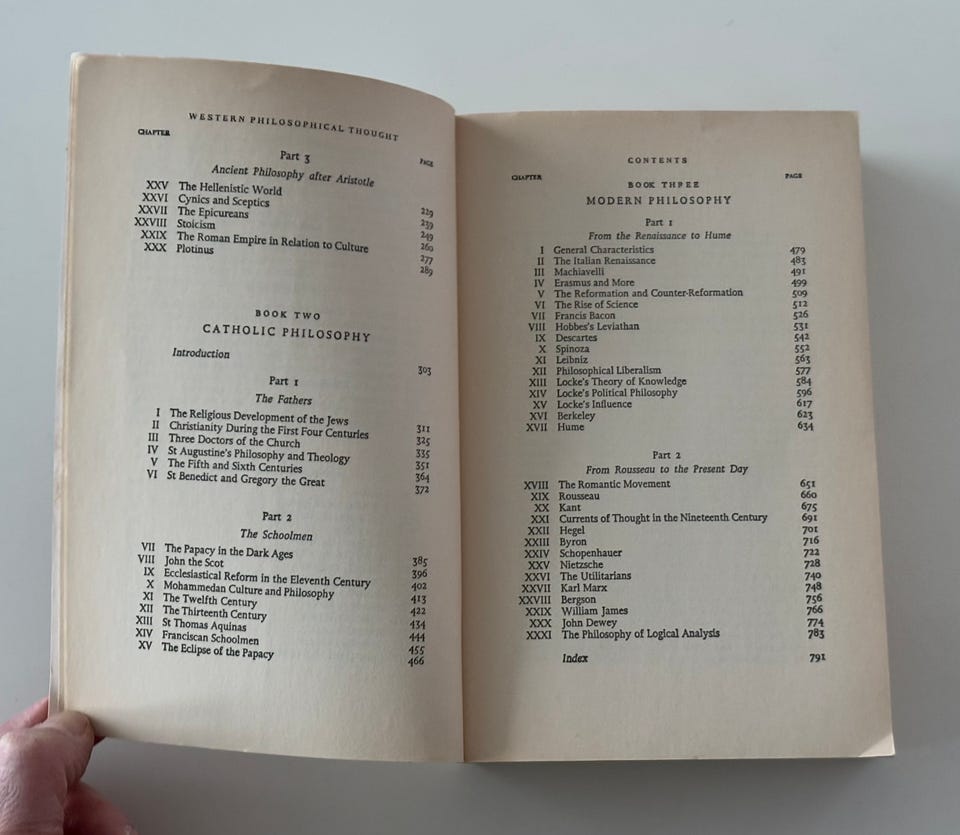 WESTERN PHILOSOPHICAL THOUGHT
CHAPTER PAGE
Part 3
Ancient Philosophy after Aristotle
XXV The Hellenistic World 229
XXVI Cynics and Sceptics 239
XXVII The Epicureans 249
XXVIII Stoicism 260
XXIX The Roman Empire in Relation to Culture 277
XXX Plotinus 289
BOOK TWO
CATHOLIC PHILOSOPHY
Introduction 303
Part 1
The Fathers
I The Religious Development of the Jews 311
II Christianity During the First Four Centuries 325
III Three Doctors of the Church 335
IV St Augustine's Philosophy and Theology 351
V The Fifth and Sixth Centuries 364
VI St Benedict and Gregory the Great 372
Part 2
The Schoolmen
VII The Papacy in the Dark Ages 385
VIII John the Scot 396
IX Ecclesiastical Reform in the Eleventh Century 402
X Mohammedan Culture and Philosophy 413
XI The Twelfth Century 422
XII The Thirteenth Century 434
XIII St Thomas Aquinas 444
XIV Franciscan Schoolmen 455
XV The Eclipse of the Papacy 466
CONTENTS
CHAPTER PAGE
BOOK THREE
MODERN PHILOSOPHY
Part 1
From the Renaissance to Hume
I General Characteristics 479
II The Italian Renaissance 483
III Machiavelli 491
IV Erasmus and More 499
V The Reformation and Counter-Reformation 509
VI The Rise of Science 512
VII Francis Bacon 526
VIII Hobbes's Leviathan 531
IX Descartes 542
X Spinoza 552
XI Leibniz 563
XII Philosophical Liberalism 577
XIII Locke's Theory of Knowledge 584
XIV Locke's Political Philosophy 596
XV Locke's Influence 617
XVI Berkeley 623
XVII Hume 634
Part 2
From Rousseau to the Present Day
XVIII The Romantic Movement 651
XIX Rousseau 660
XX Kant 675
XXI Currents of Thought in the Nineteenth Century 691
XXII Hegel 701
XXIII Byron 716
XXIV Schopenhauer 722
XXV Nietzsche 728
XXVI The Utilitarians 740
XXVII Karl Marx 748
XXVIII Bergson 756
XXIX William James 766
XXX John Dewey 774
XXXI The Philosophy of Logical Analysis 783
Index 791